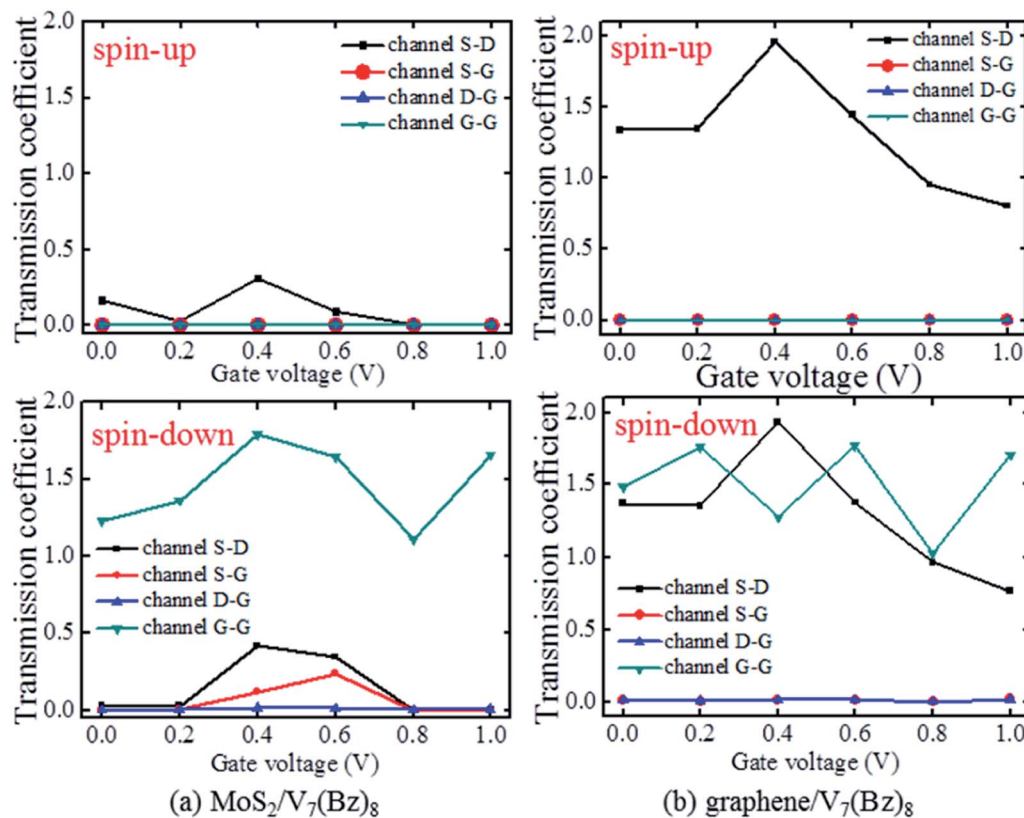 Transmission coefficient
2.0
1.5
1.0
0.5
0.0
spin-up
channel S-D
channel S-G
channel D-G
channel G-G
0.0 0.2 0.4 0.6 0.8 1.0
Gate voltage (V)
Transmission coefficient
2.0
1.5
1.0
0.5
0.0
spin-up
channel S-D
channel S-G
channel D-G
channel G-G
0.0 0.2 0.4 0.6 0.8 1.0
Gate voltage (V)
Transmission coefficient
2.0
1.5
1.0
0.5
0.0
spin-down
channel S-D
channel S-G
channel D-G
channel G-G
0.0 0.2 0.4 0.6 0.8 1.0
Gate voltage (V)
(a) MoS₂/V₇(Bz)₈
Transmission coefficient
2.0
1.5
1.0
0.5
0.0
spin-down
channel S-D
channel S-G
channel D-G
channel G-G
0.0 0.2 0.4 0.6 0.8 1.0
Gate voltage (V)
(b) graphene/V₇(Bz)₈